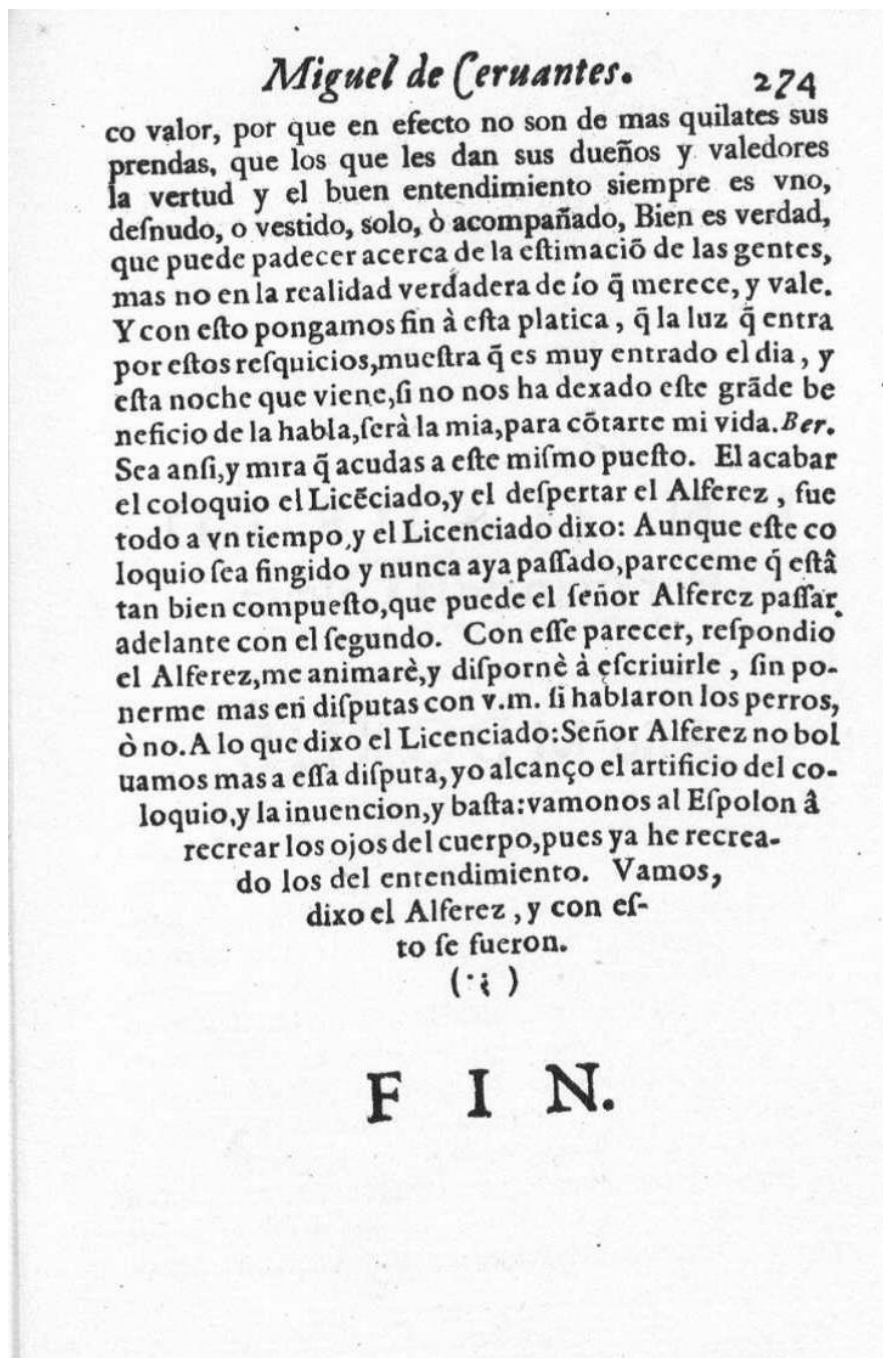 Miguel de Ceruantes. 274
co valor, por que en efecto no son de mas quilates sus
prendas, que los que les dan sus dueños y valedores
la vertud y el buen entendimiento siempre es vno,
deſnudo, o vestido, solo, ò acompañado, Bien es verdad,
que puede padecer acerca de la eſtimaciō de las gentes,
mas no en la realidad verdadera de ío q̃ merece, y vale.
Y con eſto pongamos fin à eſta platica, q̃ la luz q̃ entra
por eſtos reſquicios, mueſtra q̃ es muy entrado el dia, y
eſta noche que viene, ſi no nos ha dexado eſte grāde be
neficio de la habla, ſerà la mia, para cōtarte mi vida. Ber.
Sea anſi, y mira q̃ acudas a eſte miſmo pueſto. El acabar
el coloquio el Licēciado, y el deſpertar el Alferez, fue
todo a vn tiempo, y el Licenciado dixo: Aunque eſte co
loquio ſea fingido y nunca aya paſſado, pareceme q̃ eſtâ
tan bien compueſto, que puede el ſeñor Alferez paſſar
adelante con el ſegundo. Con eſſe parecer, reſpondio
el Alferez, me animarè, y diſpornè à eſcriuirle, ſin po-
nerme mas en diſputas con v.m. ſi hablaron los perros,
ò no. A lo que dixo el Licenciado: Señor Alferez no bol
uamos mas a eſſa diſputa, yo alcanço el artificio del co-
loquio, y la inuencion, y baſta: vamonos al Eſpolon â
recrear los ojos del cuerpo, pues ya he recrea-
do los del entendimiento. Vamos,
dixo el Alferez, y con eſ-
to ſe fueron.
F I N.